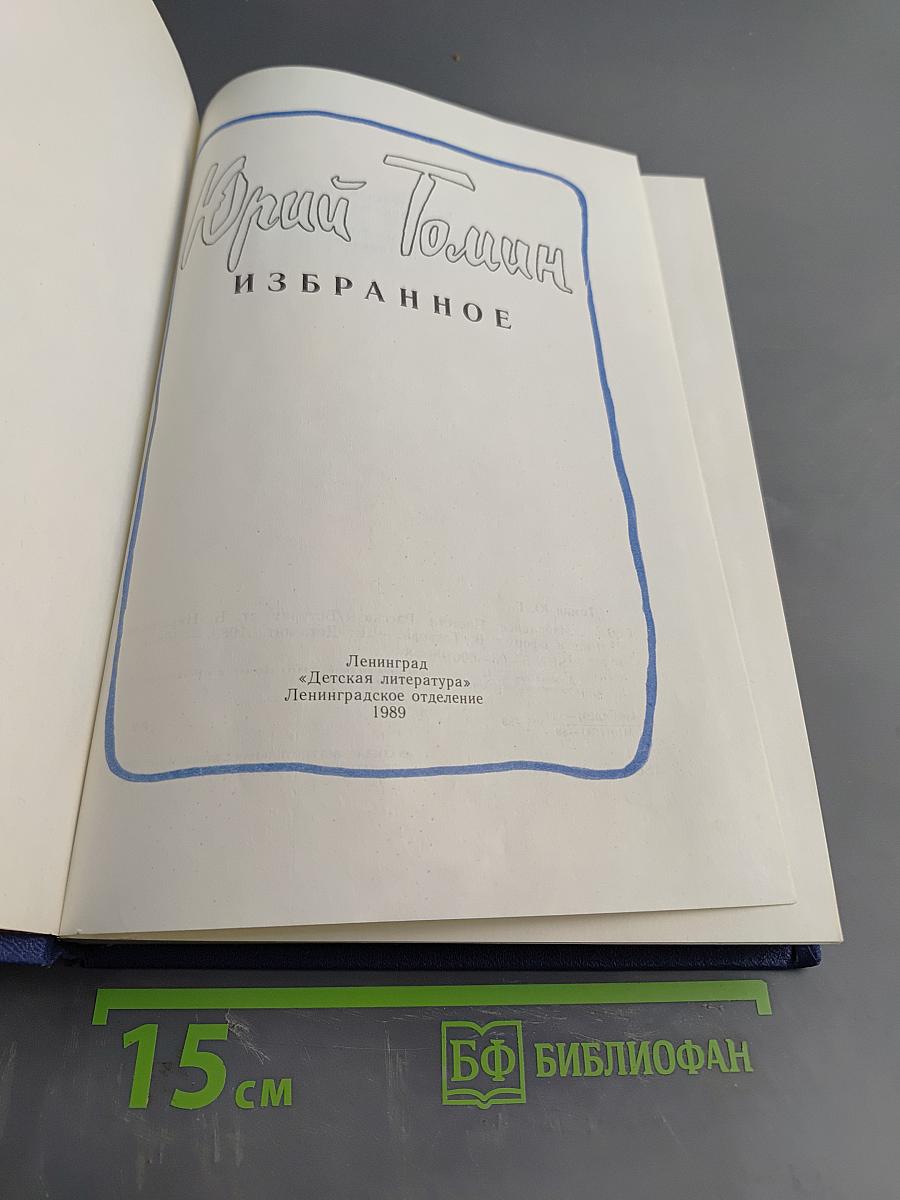 Юрий Томин
ИЗБРАННОЕ
Ленинград
«Детская литература»
Ленинградское отделение
1989
15 см
БФ БИБЛИОФАН